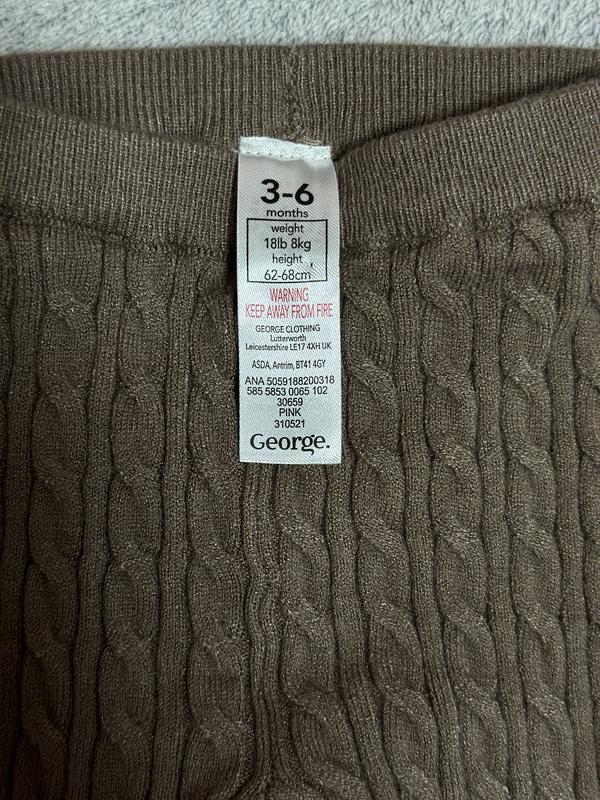 3-6
months
weight
18lb 8kg
height
62-68cm
WARNING
KEEP AWAY FROM FIRE
GEORGE CLOTHING
Lutterworth
Leicestershire LE17 4XH UK
ASDA, Antrim, BT41 4GY
ANA 5059188200318
585 5853 0065 102
30659
PINK
310521
George.